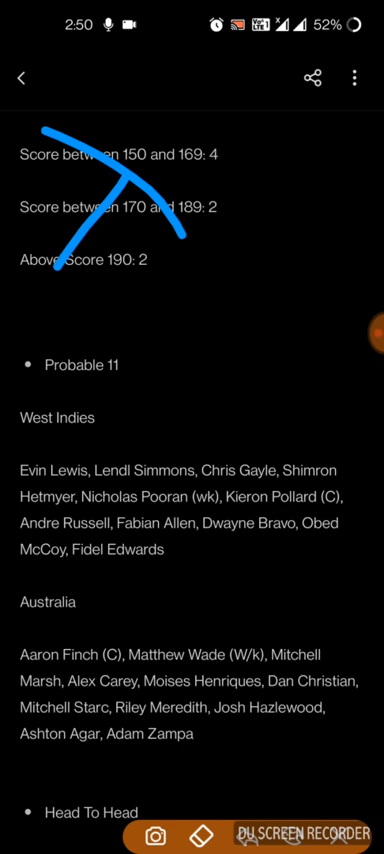 2:50 52%
Score between 150 and 169: 4
Score between 170 and 189: 2
Above Score 190: 2
Probable 11
West Indies
Evin Lewis, Lendl Simmons, Chris Gayle, Shimron
Hetmyer, Nicholas Pooran (wk), Kieron Pollard (C),
Andre Russell, Fabian Allen, Dwayne Bravo, Obed
McCoy, Fidel Edwards
Australia
Aaron Finch (C), Matthew Wade (W/k), Mitchell
Marsh, Alex Carey, Moises Henriques, Dan Christian,
Mitchell Starc, Riley Meredith, Josh Hazlewood,
Ashton Agar, Adam Zampa
Head To Head
DU SCREEN RECORDER